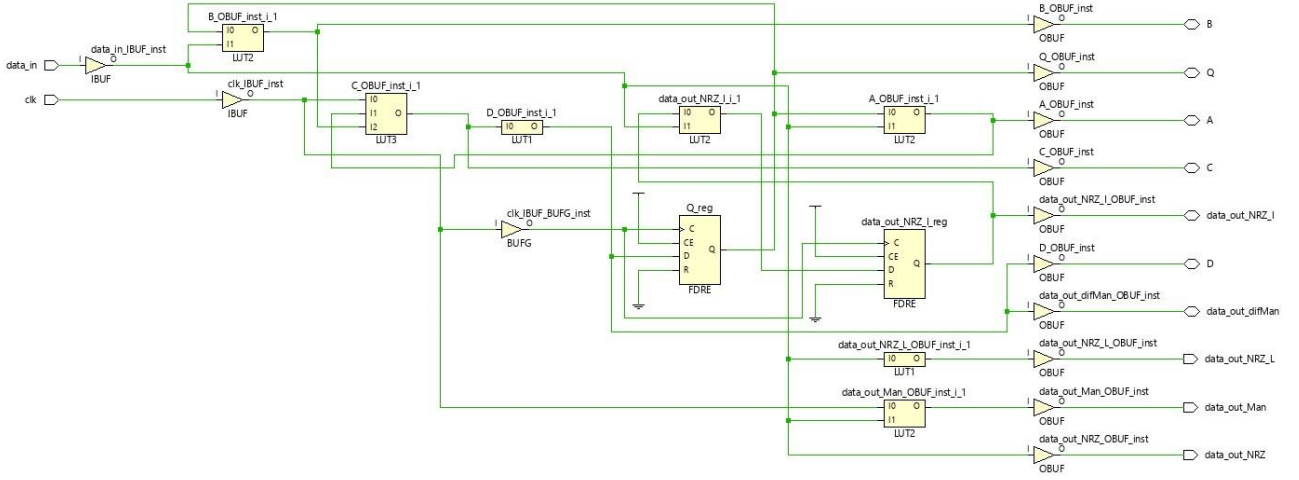 B_OBUF_inst_i_1
I0 O
I1
LUT2
B_OBUF_inst
I O
OBUF
B
data_in
data_in_IBUF_inst
I O
IBUF
Q_OBUF_inst
I O
OBUF
Q
clk
clk_IBUF_inst
I O
IBUF
C_OBUF_inst_i_1
I0
I1 O
I2
LUT3
D_OBUF_inst_i_1
I0 O
LUT1
data_out_NRZ_I_i_1
I0 O
I1
LUT2
A_OBUF_inst_i_1
I0 O
I1
LUT2
A_OBUF_inst
I O
OBUF
A
C_OBUF_inst
I O
OBUF
C
clk_IBUF_BUFG_inst
I O
BUFG
Q_reg
C
CE
D Q
R
FDRE
data_out_NRZ_I_reg
C
CE
D Q
R
FDRE
data_out_NRZ_I_OBUF_inst
I O
OBUF
data_out_NRZ_I
D_OBUF_inst
I O
OBUF
D
data_out_difMan_OBUF_inst
I O
OBUF
data_out_difMan
data_out_NRZ_L_OBUF_inst_i_1
I0 O
LUT1
data_out_NRZ_L_OBUF_inst
I O
OBUF
data_out_NRZ_L
data_out_Man_OBUF_inst_i_1
I0 O
I1
LUT2
data_out_Man_OBUF_inst
I O
OBUF
data_out_Man
data_out_NRZ_OBUF_inst
I O
OBUF
data_out_NRZ